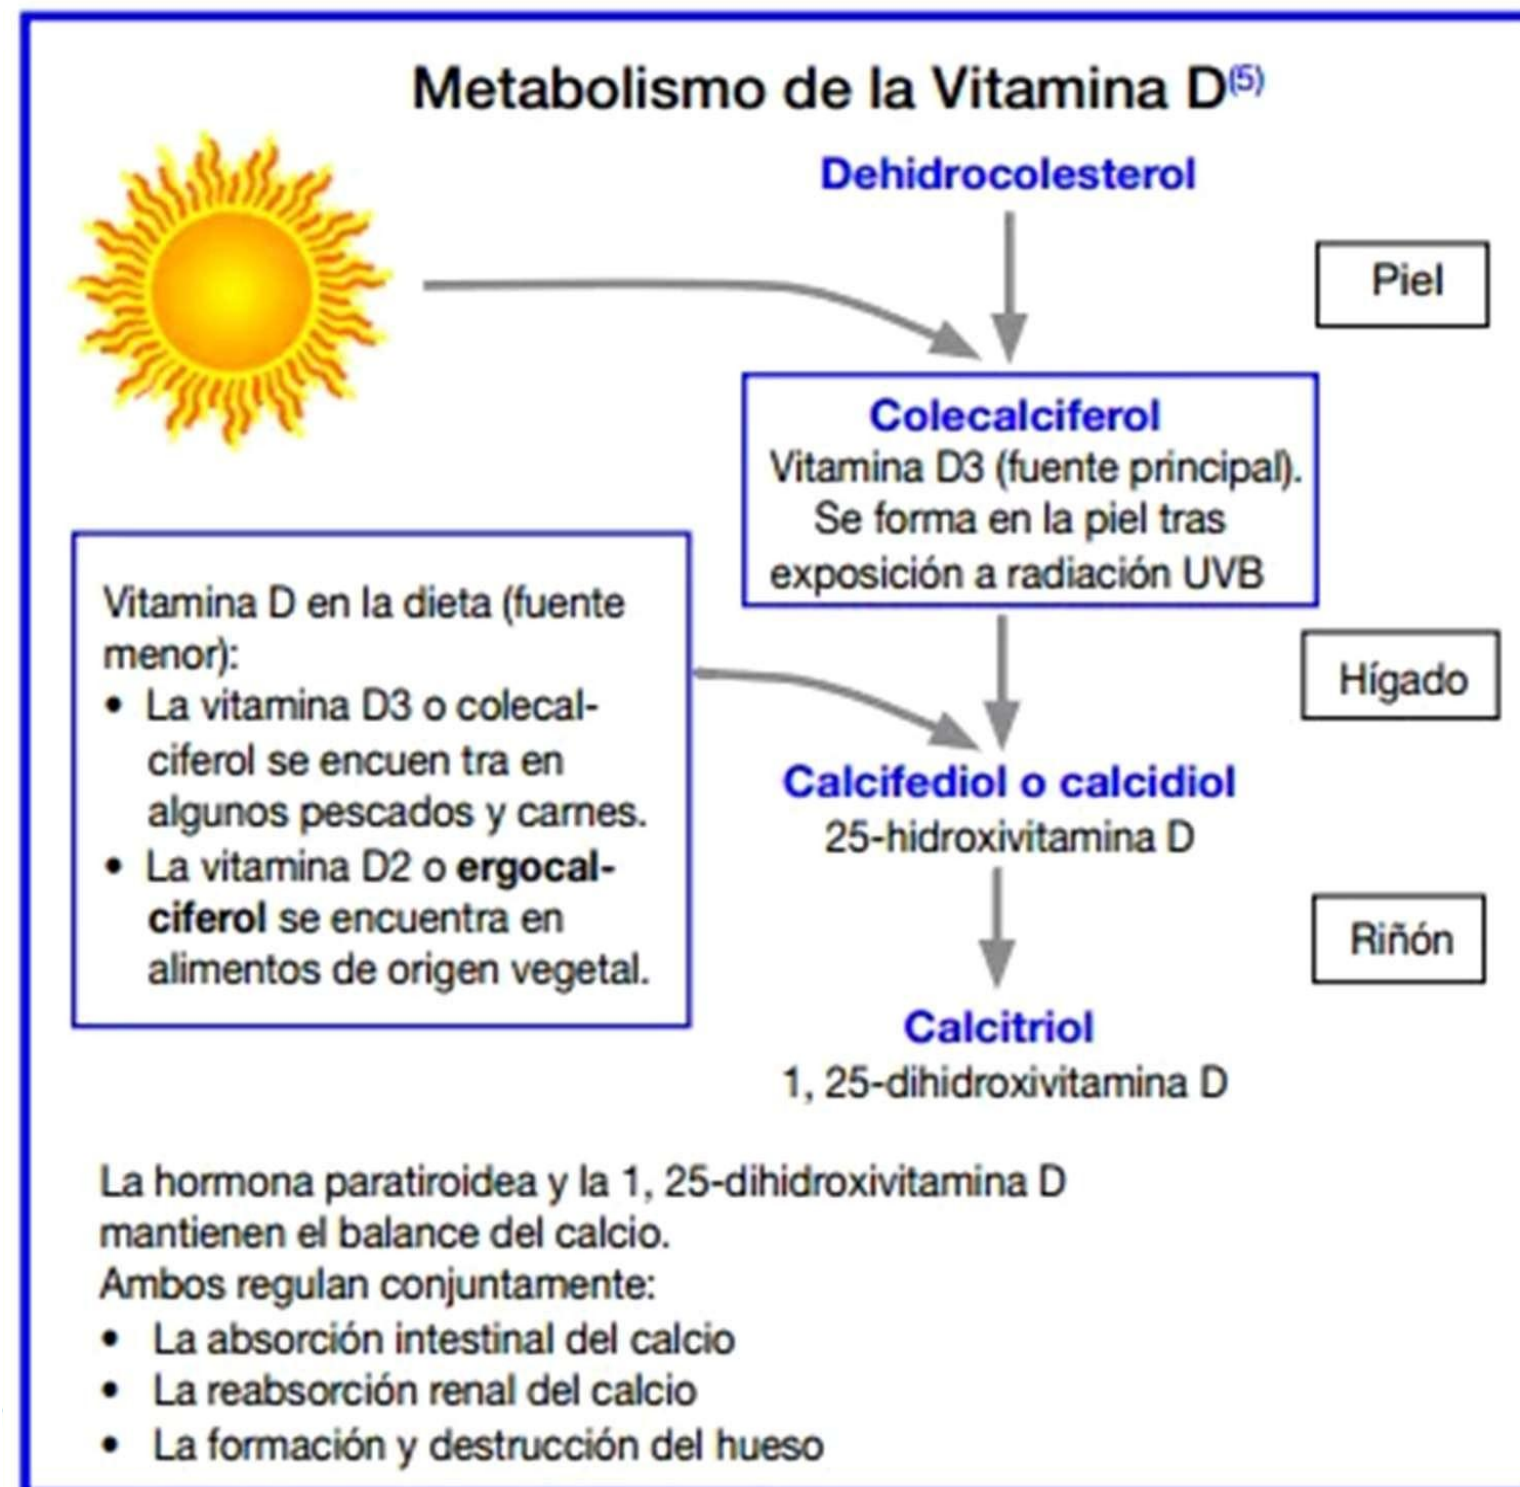 Metabolismo de la Vitamina D(5)
Dehidrocolesterol
Piel
Colecalciferol
Vitamina D3 (fuente principal).
Se forma en la piel tras
exposición a radiación UVB
Vitamina D en la dieta (fuente
menor):
• La vitamina D3 o colecal-
ciferol se encuen tra en
algunos pescados y carnes.
• La vitamina D2 o ergocal-
ciferol se encuentra en
alimentos de origen vegetal.
Hígado
Calcifediol o calcidiol
25-hidroxivitamina D
Riñón
Calcitriol
1, 25-dihidroxivitamina D
La hormona paratiroidea y la 1, 25-dihidroxivitamina D
mantienen el balance del calcio.
Ambos regulan conjuntamente:
• La absorción intestinal del calcio
• La reabsorción renal del calcio
• La formación y destrucción del hueso